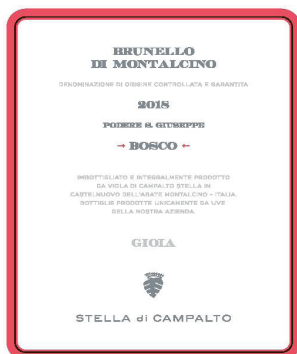 BRUNELLO
DI MONTALCINO
DENOMINAZIONE DI ORIGINE CONTROLLATA E GARANTITA
2018
PODERE S. GIUSEPPE
→ BOSCO ←
IMBOTTIGLIATO E INTEGRALMENTE PRODOTTO
DA VIOLA DI CAMPALTO STELLA IN
CASTELNUOVO DELL'ABATE MONTALCINO - ITALIA
BOTTIGLIE PRODOTTE UNICAMENTE DA UVE
DELLA NOSTRA AZIENDA
GIOIA
STELLA di CAMPALTO